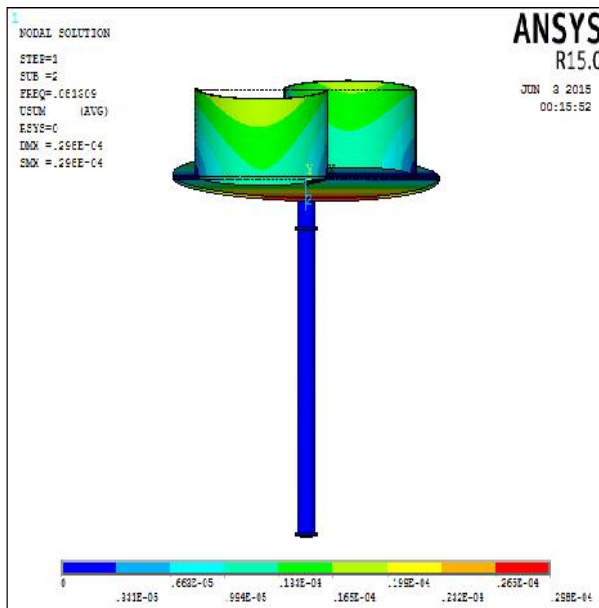 1
NODAL SOLUTION
STEP=1
SUB =2
FREQ=.081309
USUM (AVG)
RSYS=0
DMX =.298E-04
SMX =.298E-04
ANSYS
R15.0
JUN 3 2015
00:15:52
0
.331E-05
.663E-05
.994E-05
.133E-04
.165E-04
.199E-04
.232E-04
.265E-04
.298E-04